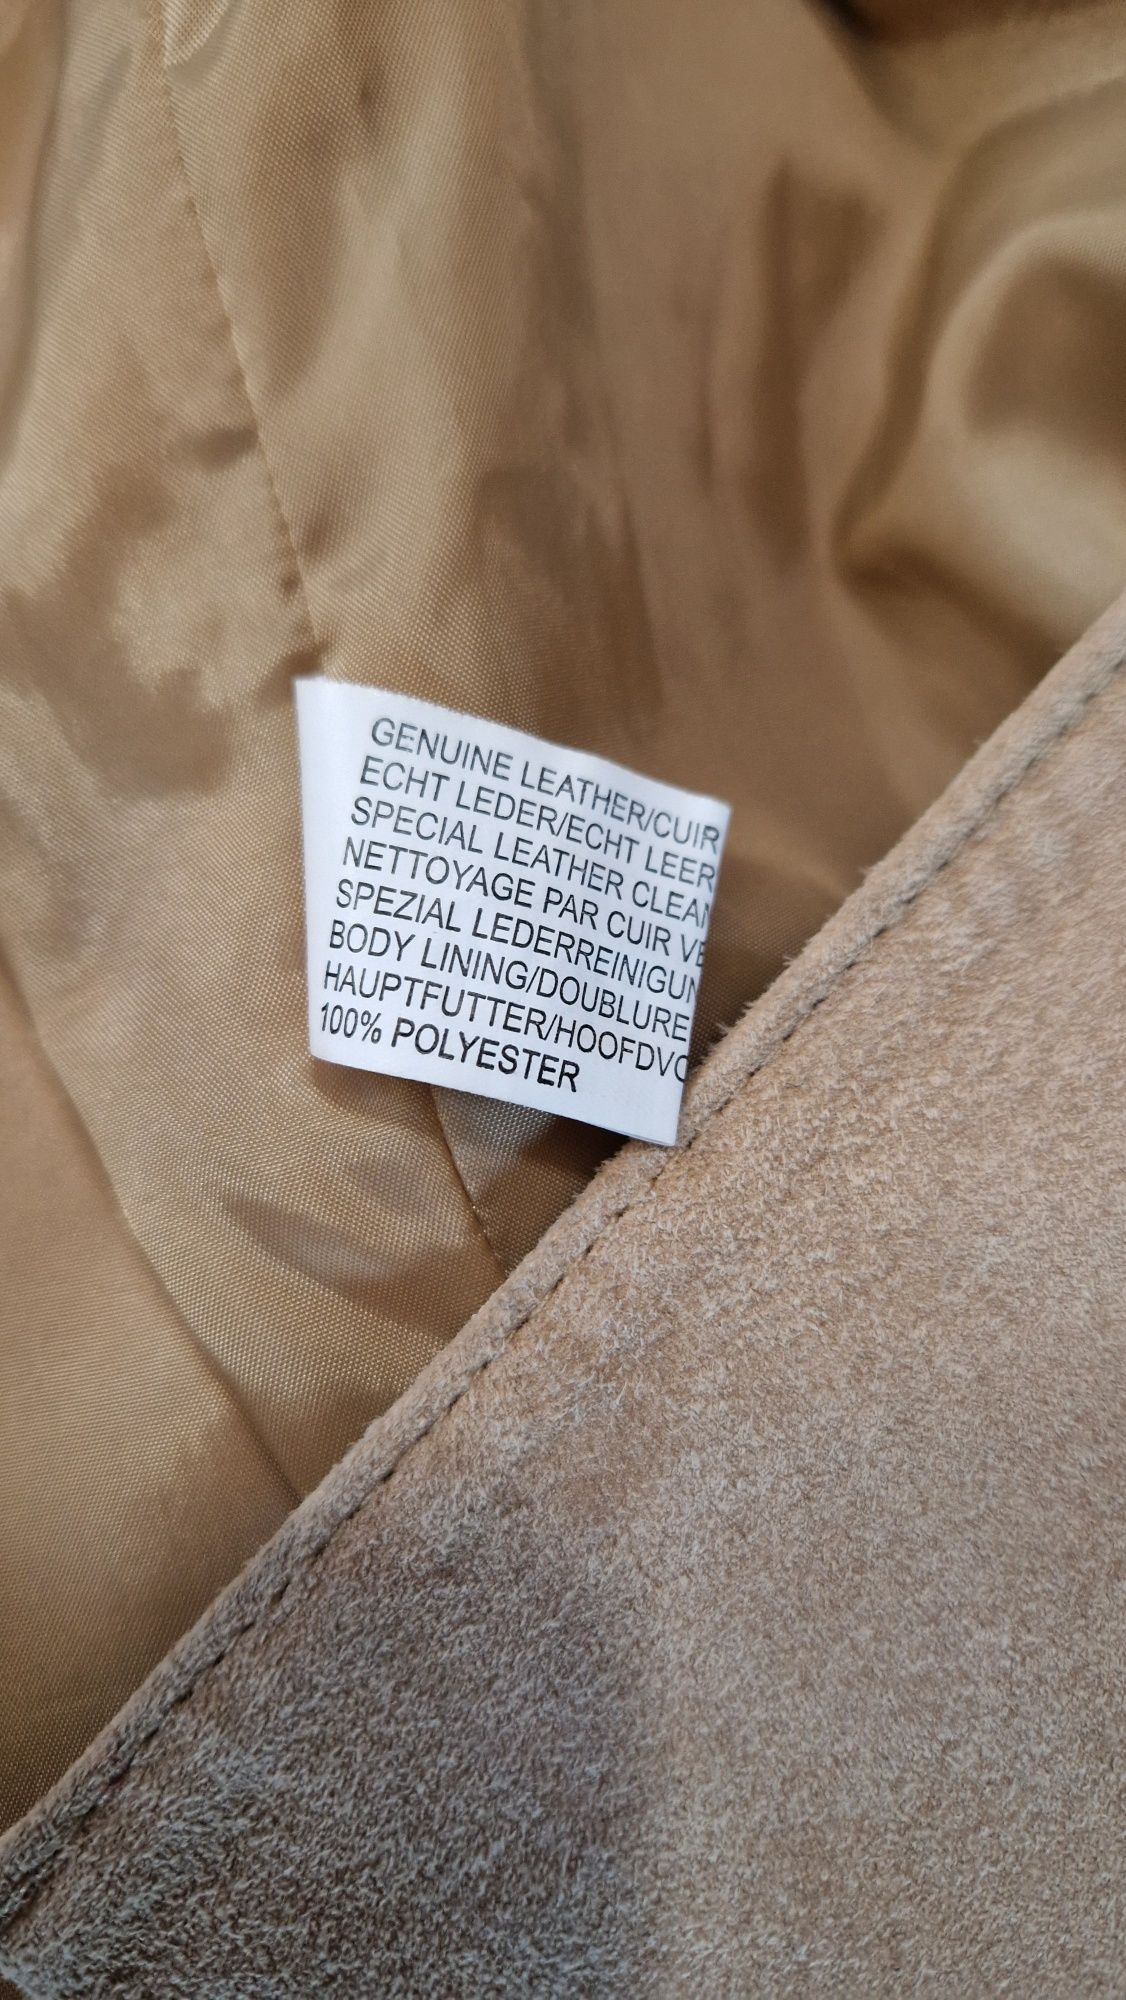 GENUINE LEATHER/CUIR
ECHT LEDER/ECHT LEER
SPECIAL LEATHER CLEAN
NETTOYAGE PAR CUIR VE
SPEZIAL LEDERREINIGUN
BODY LINING/DOUBLURE
HAUPTFUTTER/HOOFDVO
100% POLYESTER